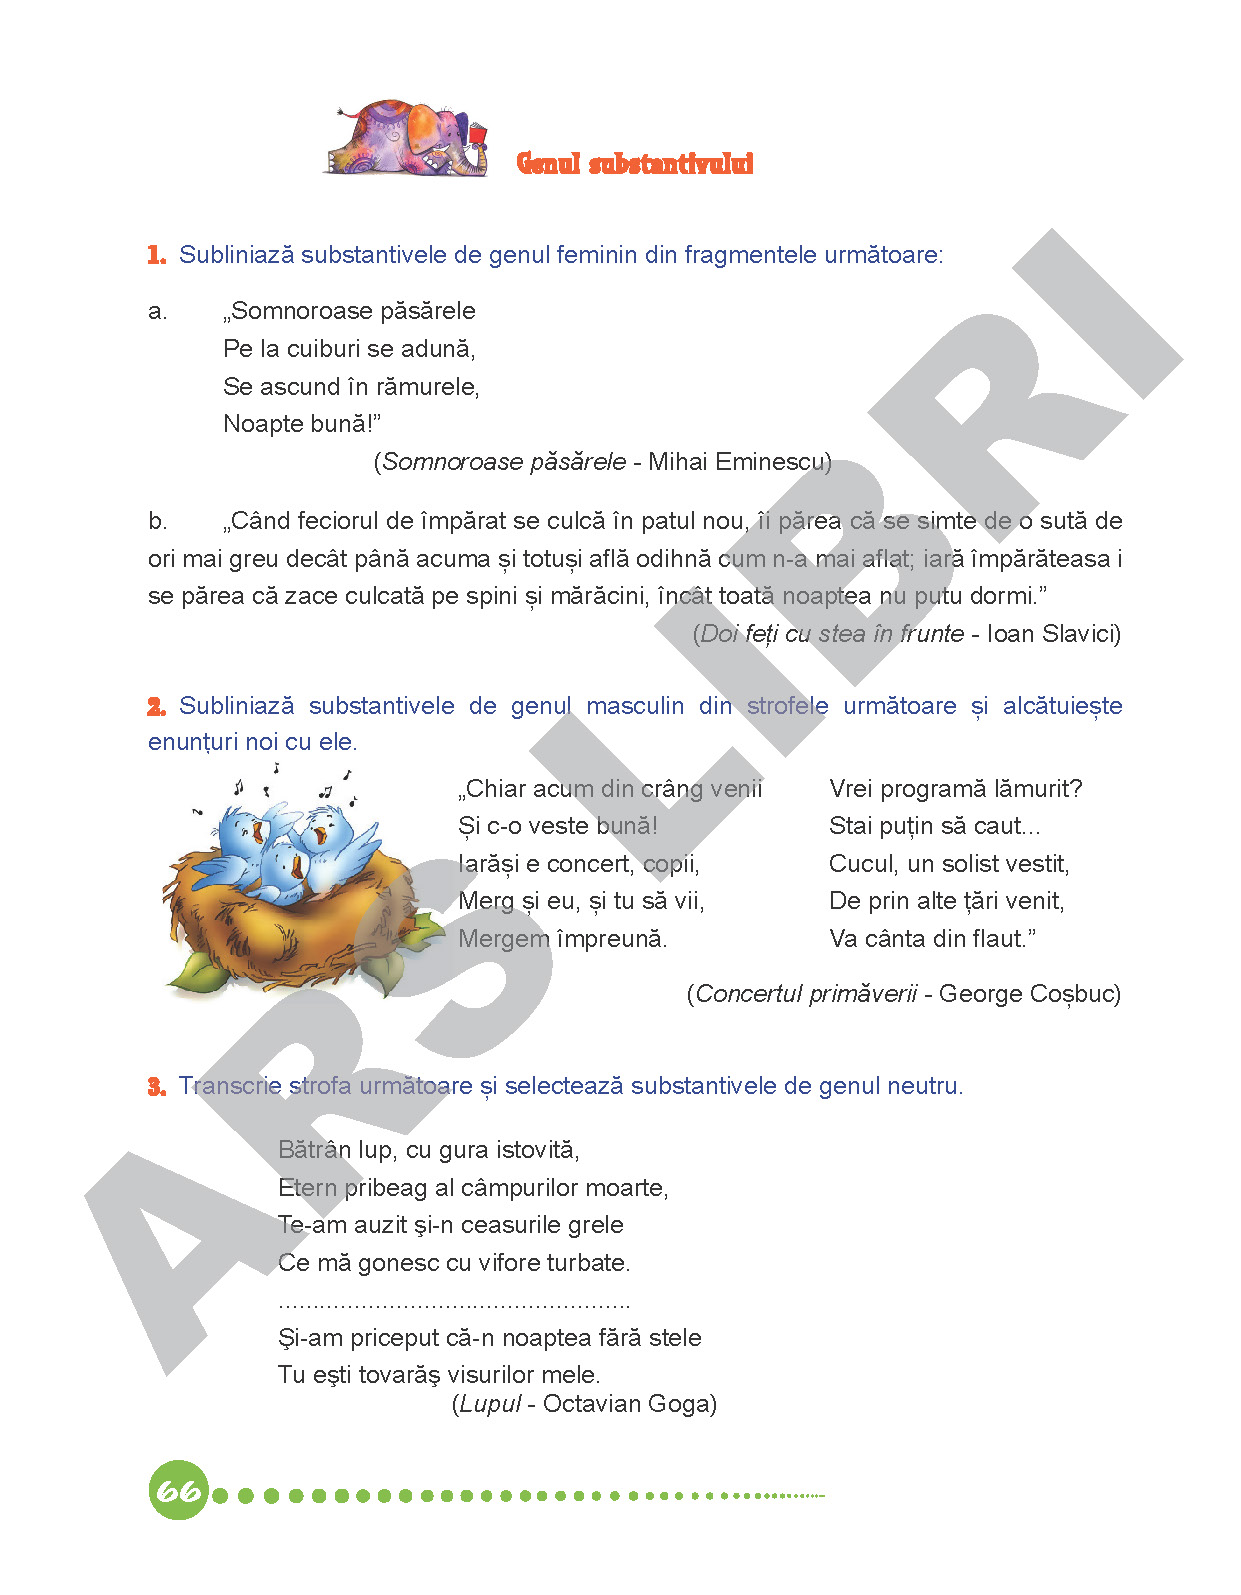 Genul substantivului
1. Subliniază substantivele de genul feminin din fragmentele următoare:
a. „Somnoroase păsărele
Pe la cuiburi se adună,
Se ascund în rămurele,
Noapte bună!”
(Somnoroase păsărele - Mihai Eminescu)
b. „Când feciorul de împărat se culcă în patul nou, îi părea că se simte de o sută de
ori mai greu decât până acuma și totuși află odihnă cum n-a mai aflat; iară împărăteasa i
se părea că zace culcată pe spini și mărăcini, încât toată noaptea nu putu dormi.”
(Doi feți cu stea în frunte - Ioan Slavici)
2. Subliniază substantivele de genul masculin din strofele următoare și alcătuiește
enunțuri noi cu ele.
„Chiar acum din crâng venii
Și c-o veste bună!
Iarăși e concert, copii,
Merg și eu, și tu să vii,
Mergem împreună.
Vrei programă lămurit?
Stai puțin să caut...
Cucul, un solist vestit,
De prin alte țări venit,
Va cânta din flaut.”
(Concertul primăverii - George Coșbuc)
3. Transcrie strofa următoare și selectează substantivele de genul neutru.
Bătrân lup, cu gura istovită,
Etern pribeag al câmpurilor moarte,
Te-am auzit şi-n ceasurile grele
Ce mă gonesc cu vifore turbate.
...................................................
Şi-am priceput că-n noaptea fără stele
Tu eşti tovarăş visurilor mele.
(Lupul - Octavian Goga)
66
ARS LIBRI